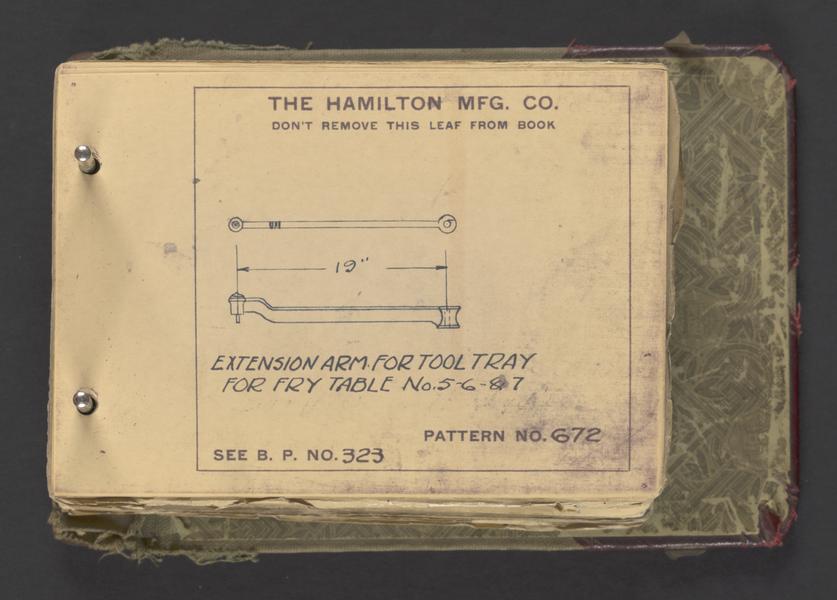 THE HAMILTON MFG. CO.
DON'T REMOVE THIS LEAF FROM BOOK
19"
EXTENSION ARM FOR TOOL TRAY
FOR FRY TABLE No. 5-6-&7
PATTERN NO. 672
SEE B. P. NO. 323